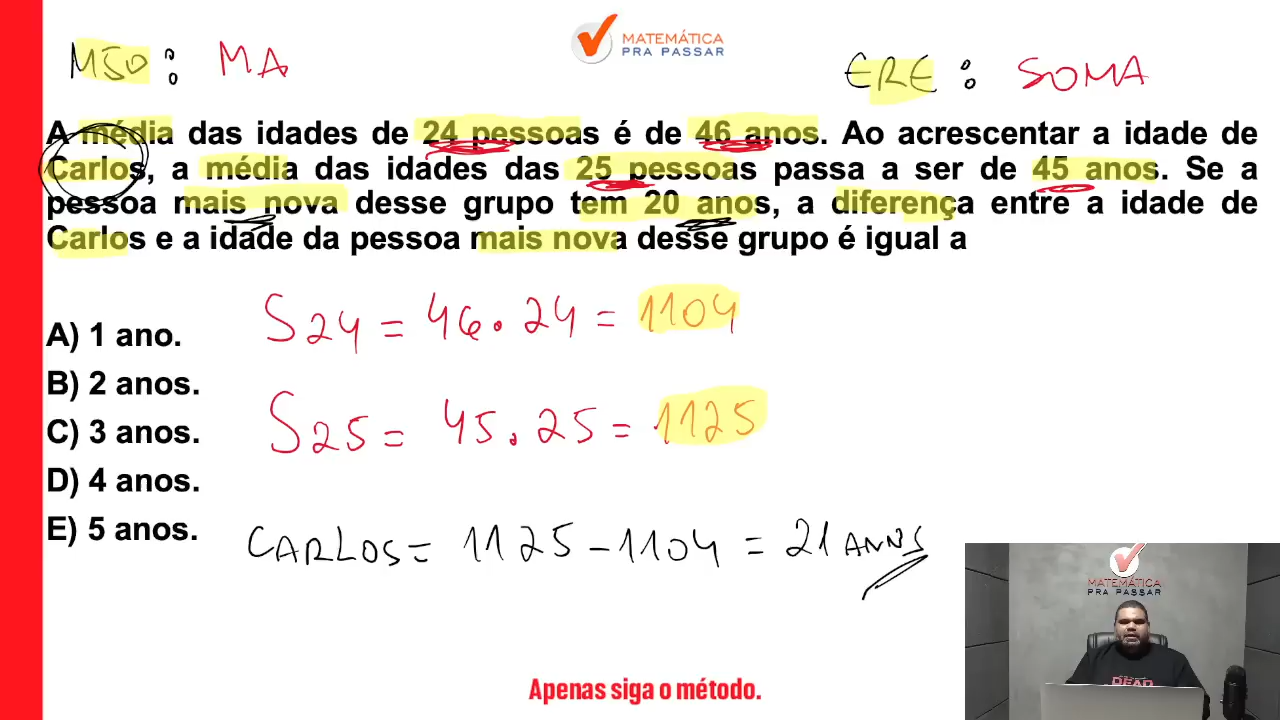 MATEMÁTICA
PRA PASSAR
M50 : MA
ERE : SOMA
A média das idades de 24 pessoas é de 46 anos. Ao acrescentar a idade de
Carlos, a média das idades das 25 pessoas passa a ser de 45 anos. Se a
pessoa mais nova desse grupo tem 20 anos, a diferença entre a idade de
Carlos e a idade da pessoa mais nova desse grupo é igual a
A) 1 ano.
B) 2 anos.
C) 3 anos.
D) 4 anos.
E) 5 anos.
S24 = 46.24 = 1104
S25 = 45.25 = 1125
CARLOS = 1125 - 1104 = 21 ANOS
MATEMÁTICA
PRA PASSAR
DEAD
Apenas siga o método.